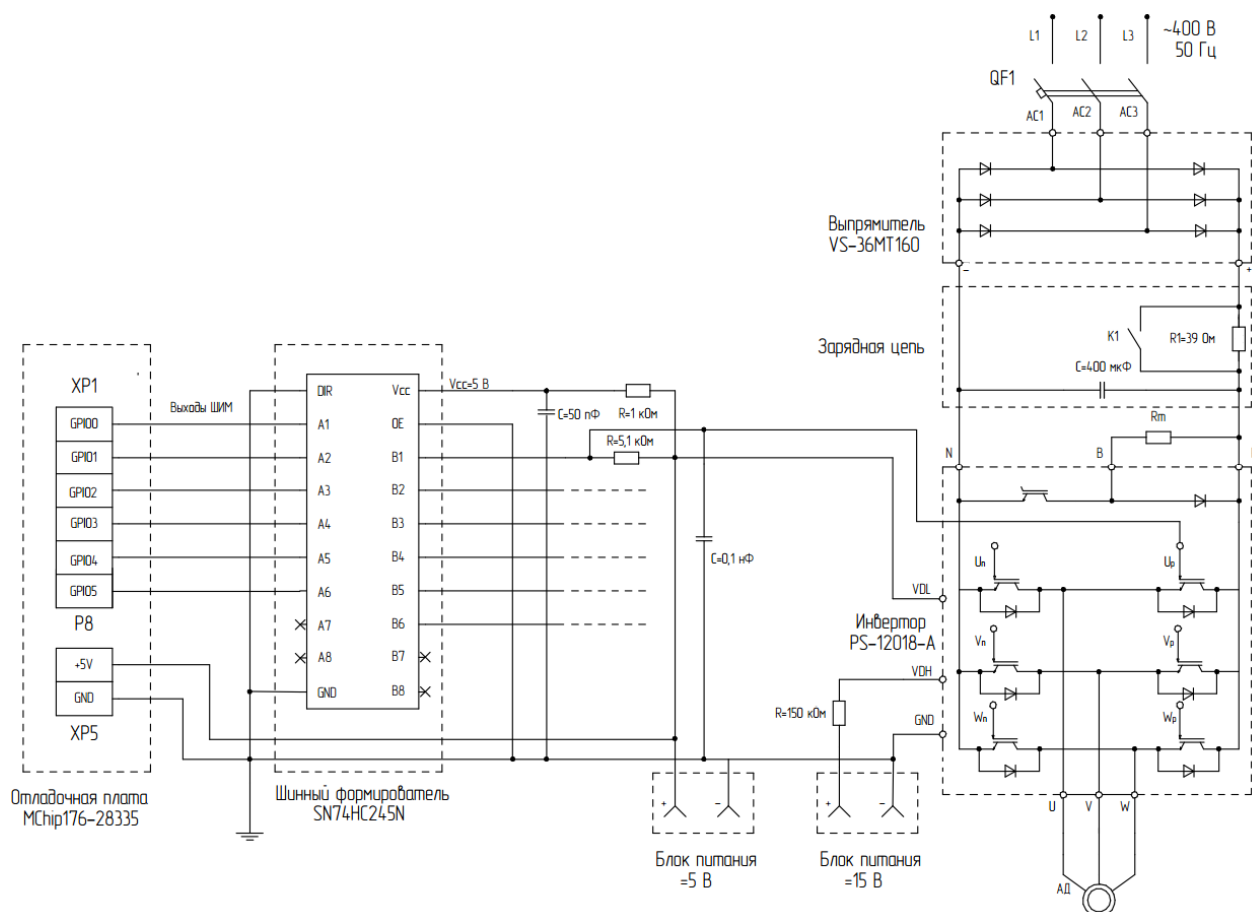 L1
L2
L3
~400 В
50 Гц
QF1
AC1
AC2
AC3
Выпрямитель
VS-36MT160
-
+
Зарядная цепь
K1
R1=39 Ом
C=400 мкФ
Rm
N
B
XP1
GPIO0
GPIO1
GPIO2
GPIO3
GPIO4
GPIO5
P8
+5V
GND
XP5
Отладочная плата
MChip176-28335
Выходы ШИМ
DIR
A1
A2
A3
A4
A5
A6
A7
A8
GND
Vcc
OE
B1
B2
B3
B4
B5
B6
B7
B8
Шинный формирователь
SN74HC245N
Vcc=5 В
C=50 пФ
R=1 кОм
R=5,1 кОм
C=0,1 нФ
VDL
Инвертор
PS-12018-A
VDH
R=150 кОм
GND
Un
Up
Vn
Vp
Wn
Wp
U
V
W
АД
+
-
Блок питания
=5 В
+
-
Блок питания
=15 В